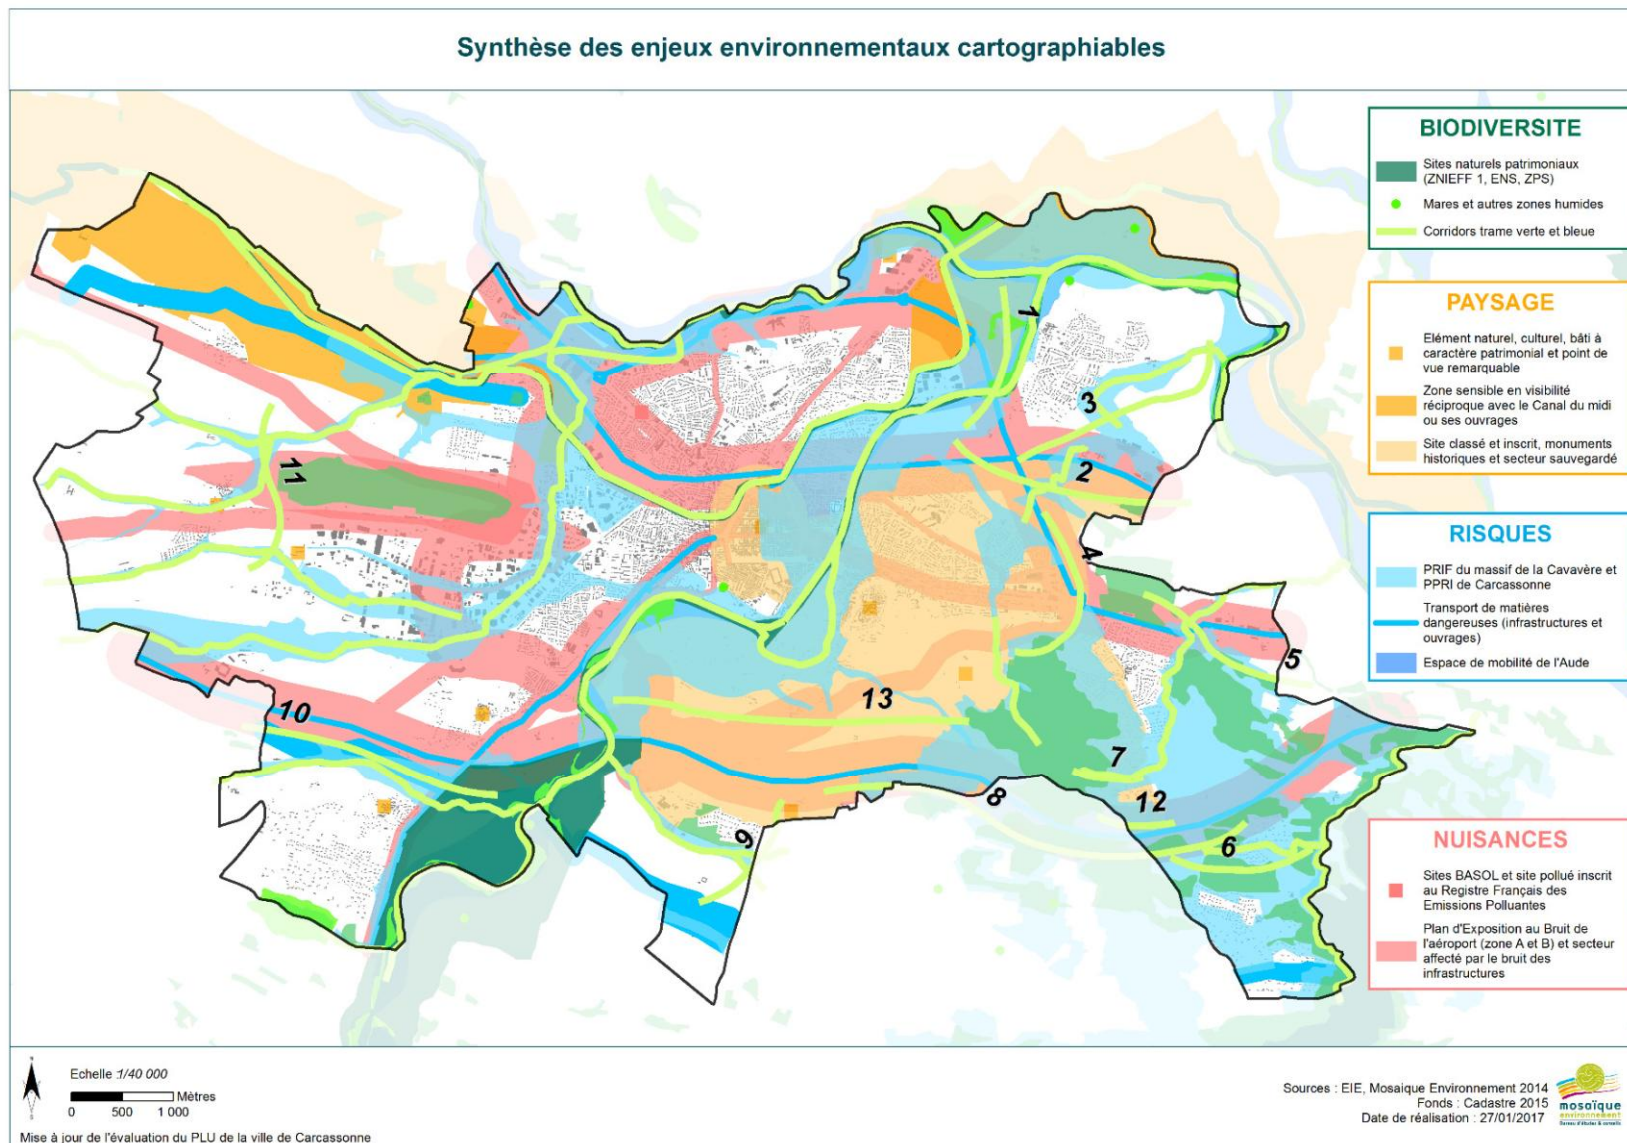 Synthèse des enjeux environnementaux cartographiables
BIODIVERSITE
Sites naturels patrimoniaux
(ZNIEFF 1, ENS, ZPS)
Mares et autres zones humides
Corridors trame verte et bleue
PAYSAGE
Elément naturel, culturel, bâti à
caractère patrimonial et point de
vue remarquable
Zone sensible en visibilité
réciproque avec le Canal du midi
ou ses ouvrages
Site classé et inscrit, monuments
historiques et secteur sauvegardé
RISQUES
PRIF du massif de la Cavavère et
PPRI de Carcassonne
Transport de matières
dangereuses (infrastructures et
ouvrages)
Espace de mobilité de l'Aude
NUISANCES
Sites BASOL et site pollué inscrit
au Registre Français des
Emissions Polluantes
Plan d'Exposition au Bruit de
l'aéroport (zone A et B) et secteur
affecté par le bruit des
infrastructures
1
3
2
11
4
5
13
10
7
8
12
9
6
Echelle :1/40 000
Mètres
0 500 1 000
Mise à jour de l'évaluation du PLU de la ville de Carcassonne
Sources : EIE, Mosaique Environnement 2014
Fonds : Cadastre 2015
Date de réalisation : 27/01/2017
mosaïque
environnement
Bureau d'études & conseils